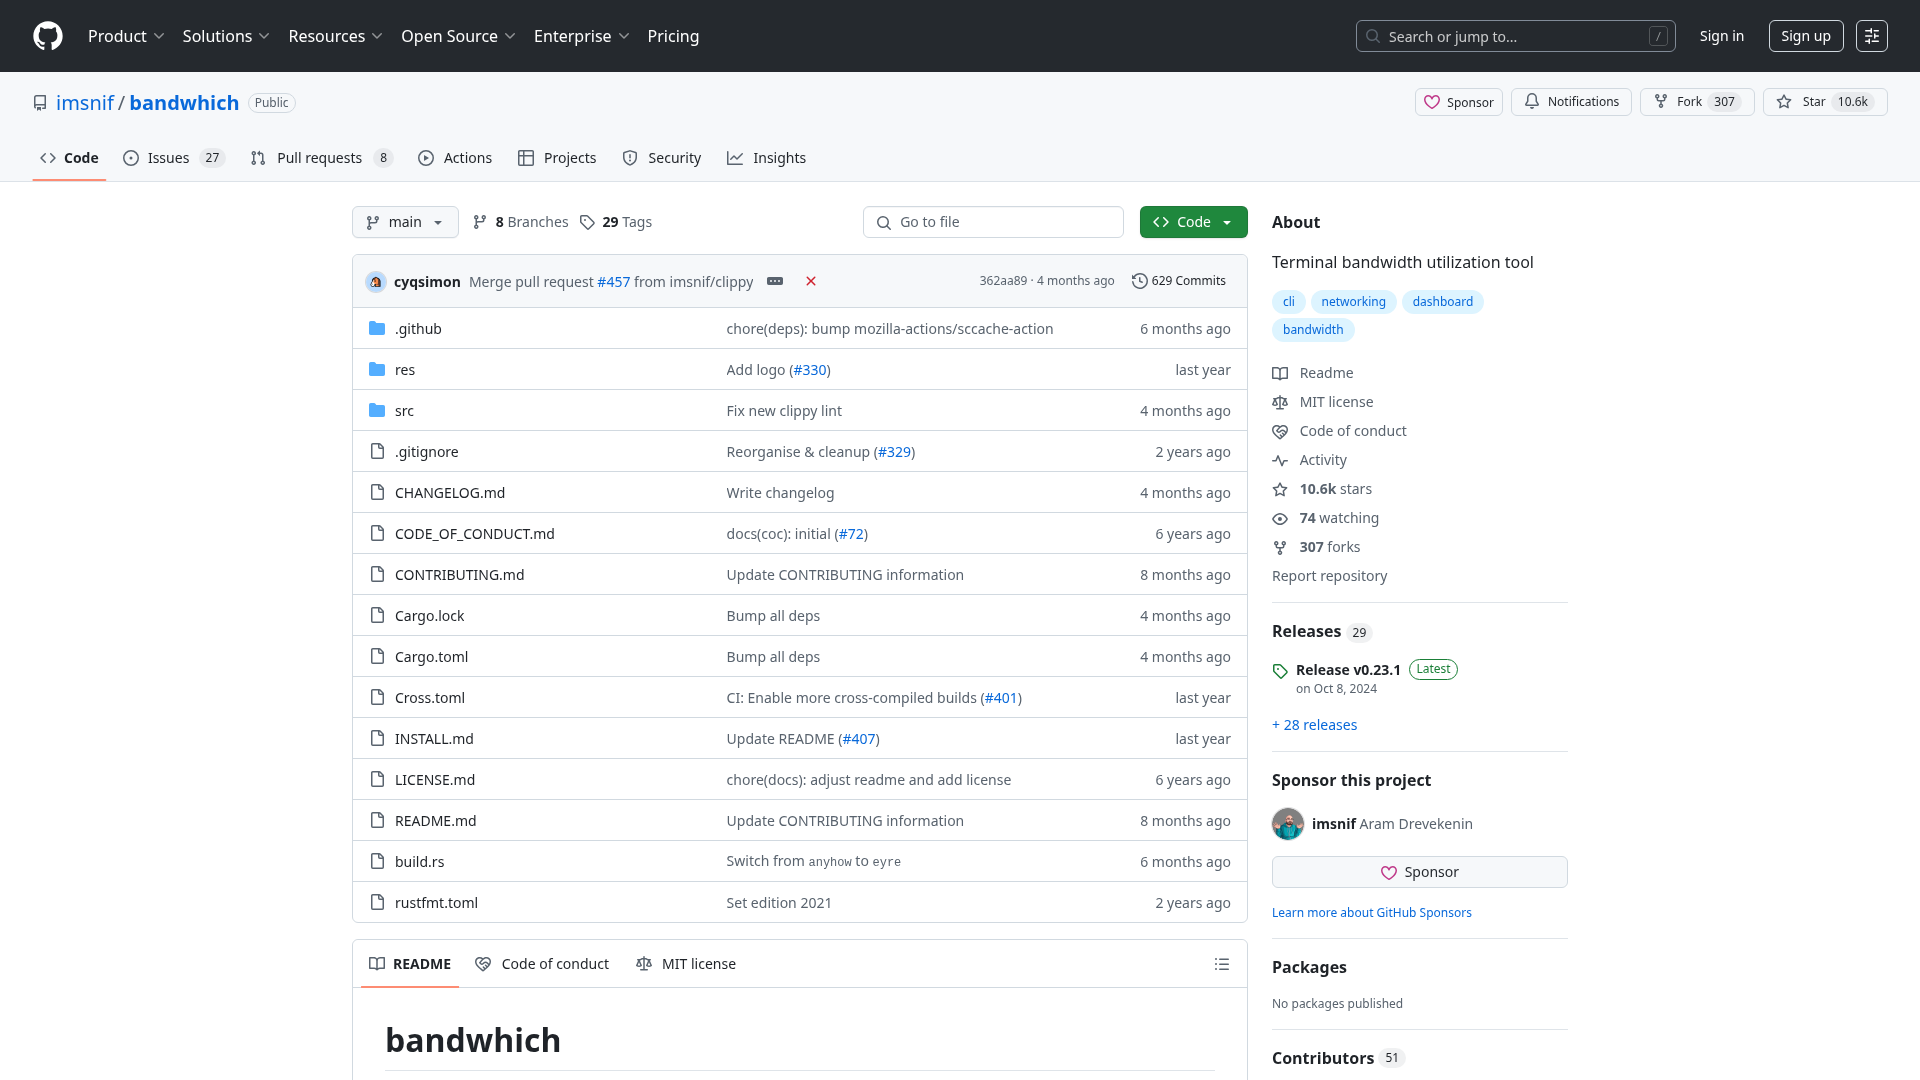 Product Solutions Resources Open Source Enterprise Pricing Search or jump to... / Sign in Sign up
imsnif / bandwhich Public Sponsor Notifications Fork 307 Star 10.6k
Code Issues 27 Pull requests 8 Actions Projects Security Insights
main 8 Branches 29 Tags Go to file Code
cyqsimon Merge pull request #457 from imsnif/clippy 362aa89 · 4 months ago 629 Commits
.github chore(deps): bump mozilla-actions/sccache-action 6 months ago
res Add logo (#330) last year
src Fix new clippy lint 4 months ago
.gitignore Reorganise & cleanup (#329) 2 years ago
CHANGELOG.md Write changelog 4 months ago
CODE_OF_CONDUCT.md docs(coc): initial (#72) 6 years ago
CONTRIBUTING.md Update CONTRIBUTING information 8 months ago
Cargo.lock Bump all deps 4 months ago
Cargo.toml Bump all deps 4 months ago
Cross.toml CI: Enable more cross-compiled builds (#401) last year
INSTALL.md Update README (#407) last year
LICENSE.md chore(docs): adjust readme and add license 6 years ago
README.md Update CONTRIBUTING information 8 months ago
build.rs Switch from anyhow to eyre 6 months ago
rustfmt.toml Set edition 2021 2 years ago
README Code of conduct MIT license
bandwhich
About
Terminal bandwidth utilization tool
cli networking dashboard
bandwidth
Readme
MIT license
Code of conduct
Activity
10.6k stars
74 watching
307 forks
Report repository
Releases 29
Release v0.23.1 Latest
on Oct 8, 2024
+ 28 releases
Sponsor this project
imsnif Aram Drevekenin
Sponsor
Learn more about GitHub Sponsors
Packages
No packages published
Contributors 51